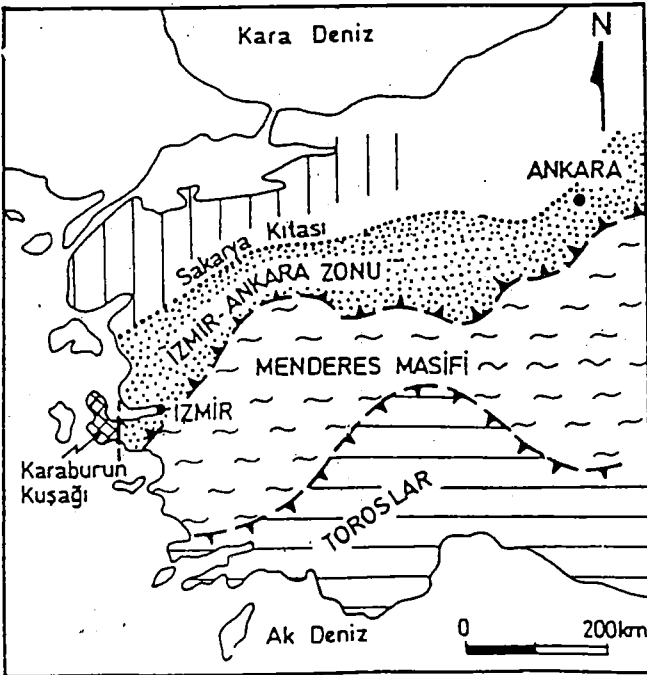 Kara Deniz
N
ANKARA
Sakarya Kıtası
İZMİR-ANKARA ZONU
MENDERES MASİFİ
İZMİR
Karaburun
Kuşağı
TOROSLAR
Ak Deniz
0 200km